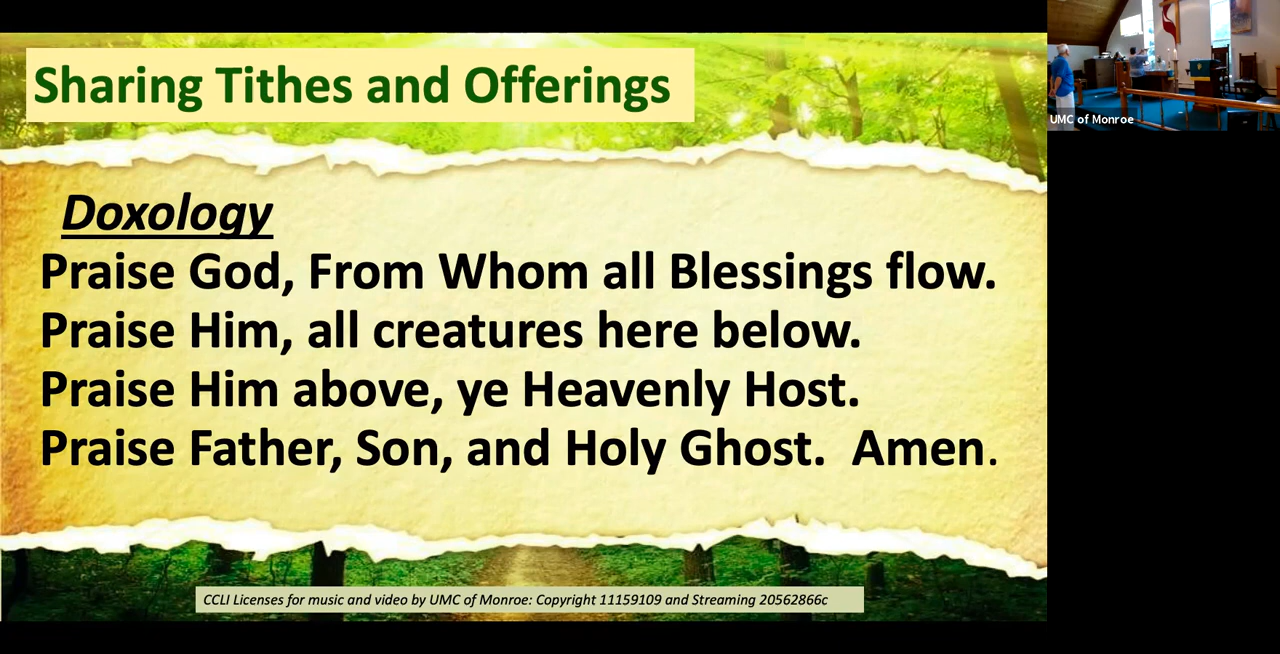 Sharing Tithes and Offerings
UMC of Monroe
Doxology
Praise God, From Whom all Blessings flow.
Praise Him, all creatures here below.
Praise Him above, ye Heavenly Host.
Praise Father, Son, and Holy Ghost.  Amen.
CCLI Licenses for music and video by UMC of Monroe: Copyright 11159109 and Streaming 20562866c